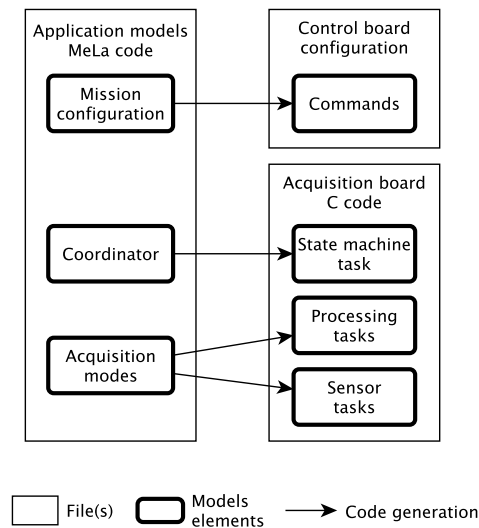 Application models
MeLa code
Mission
configuration
Coordinator
Acquisition
modes
Control board
configuration
Commands
Acquisition board
C code
State machine
task
Processing
tasks
Sensor
tasks
File(s)
Models
elements
Code generation